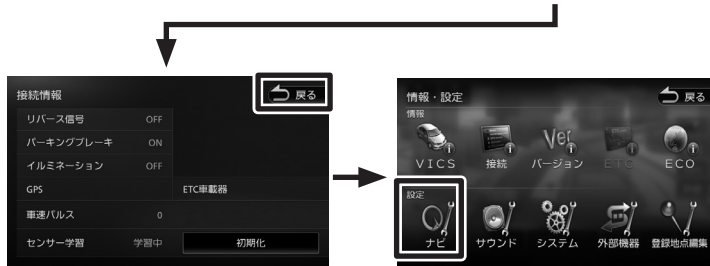 接続情報
戻る
リバース信号 OFF
パーキングブレーキ ON
イルミネーション OFF
GPS ETC車載器
車速パルス 0
センサー学習 学習中 初期化
情報・設定
戻る
情報
VICS 接続 バージョン ETC ECO
Ver
設定
ナビ サウンド システム 外部機器 登録地点編集